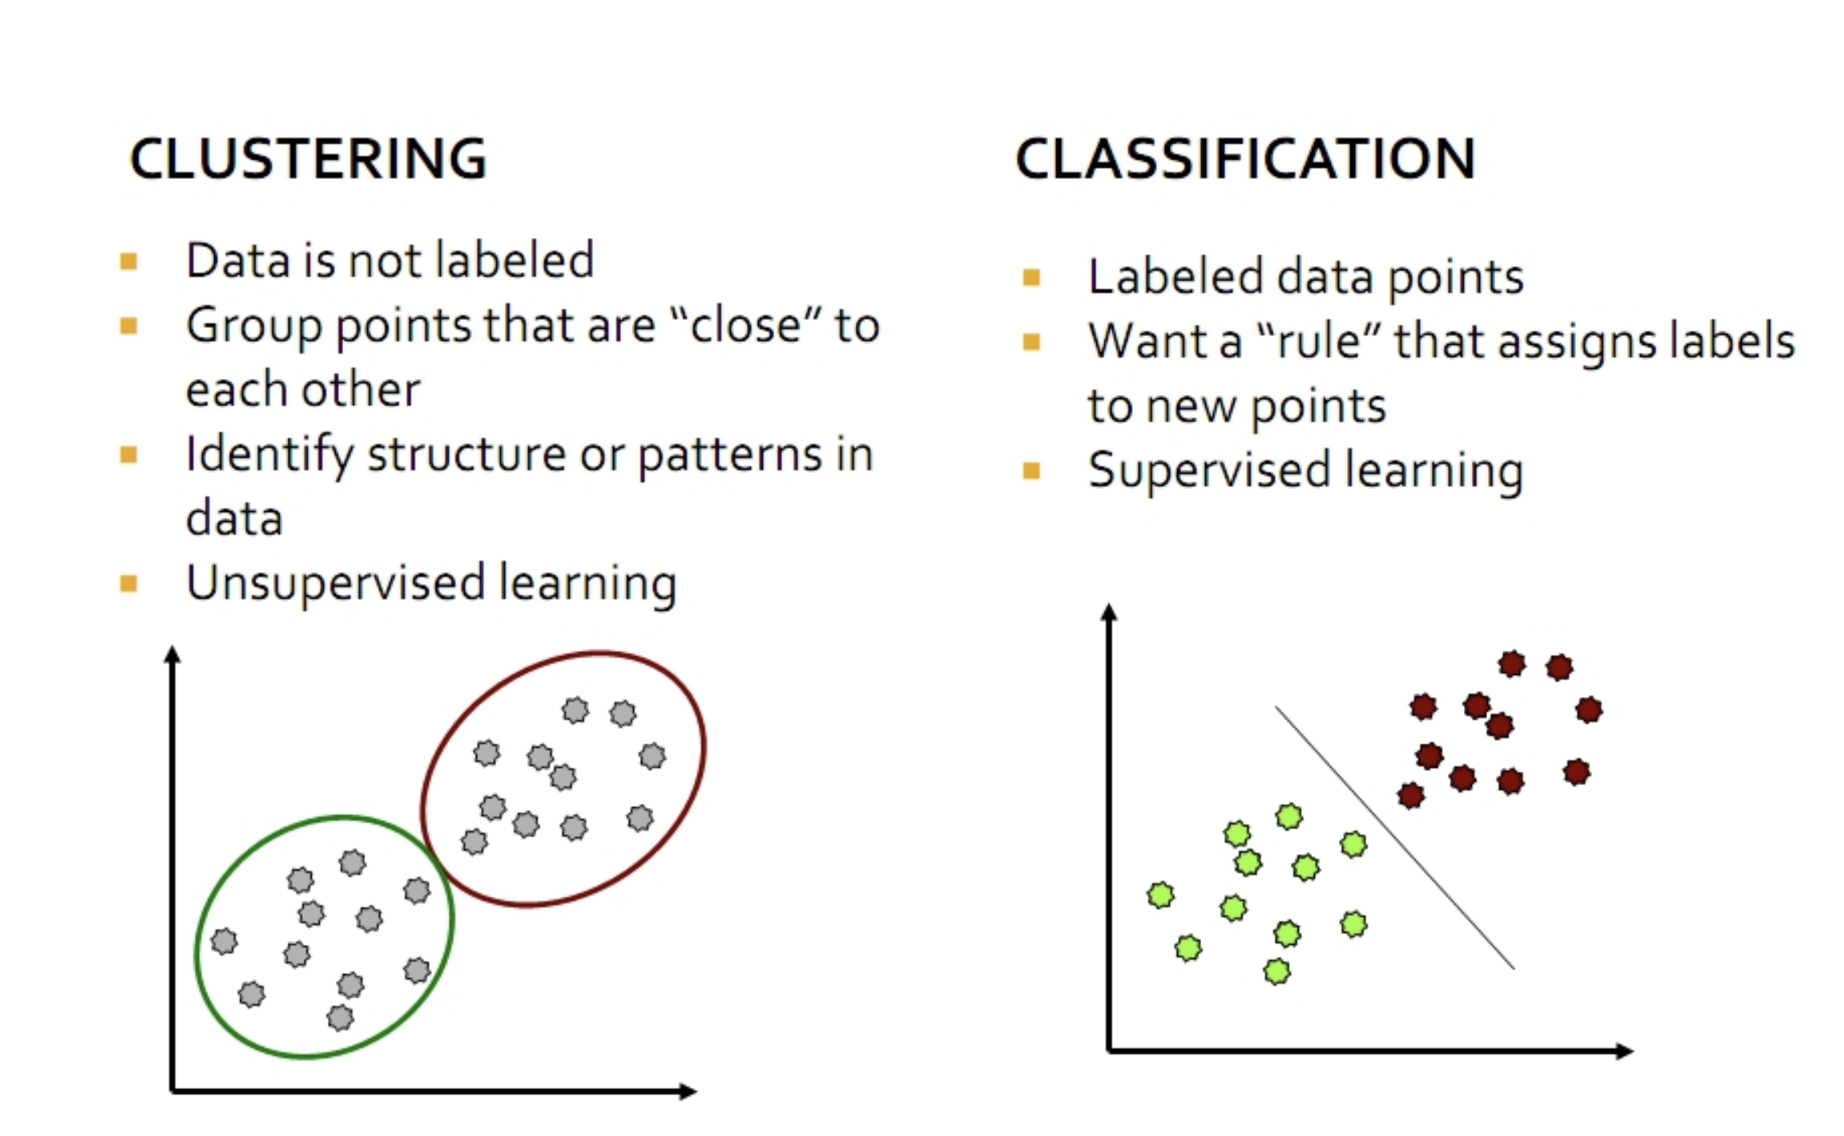 CLUSTERING
Data is not labeled
Group points that are “close” to
each other
Identify structure or patterns in
data
Unsupervised learning
CLASSIFICATION
Labeled data points
Want a “rule” that assigns labels
to new points
Supervised learning